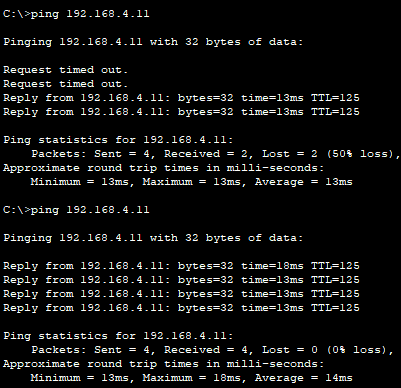 C:\>ping 192.168.4.11
Pinging 192.168.4.11 with 32 bytes of data:
Request timed out.
Request timed out.
Reply from 192.168.4.11: bytes=32 time=13ms TTL=125
Reply from 192.168.4.11: bytes=32 time=13ms TTL=125
Ping statistics for 192.168.4.11:
Packets: Sent = 4, Received = 2, Lost = 2 (50% loss),
Approximate round trip times in milli-seconds:
Minimum = 13ms, Maximum = 13ms, Average = 13ms
C:\>ping 192.168.4.11
Pinging 192.168.4.11 with 32 bytes of data:
Reply from 192.168.4.11: bytes=32 time=18ms TTL=125
Reply from 192.168.4.11: bytes=32 time=13ms TTL=125
Reply from 192.168.4.11: bytes=32 time=13ms TTL=125
Reply from 192.168.4.11: bytes=32 time=13ms TTL=125
Ping statistics for 192.168.4.11:
Packets: Sent = 4, Received = 4, Lost = 0 (0% loss),
Approximate round trip times in milli-seconds:
Minimum = 13ms, Maximum = 18ms, Average = 14ms